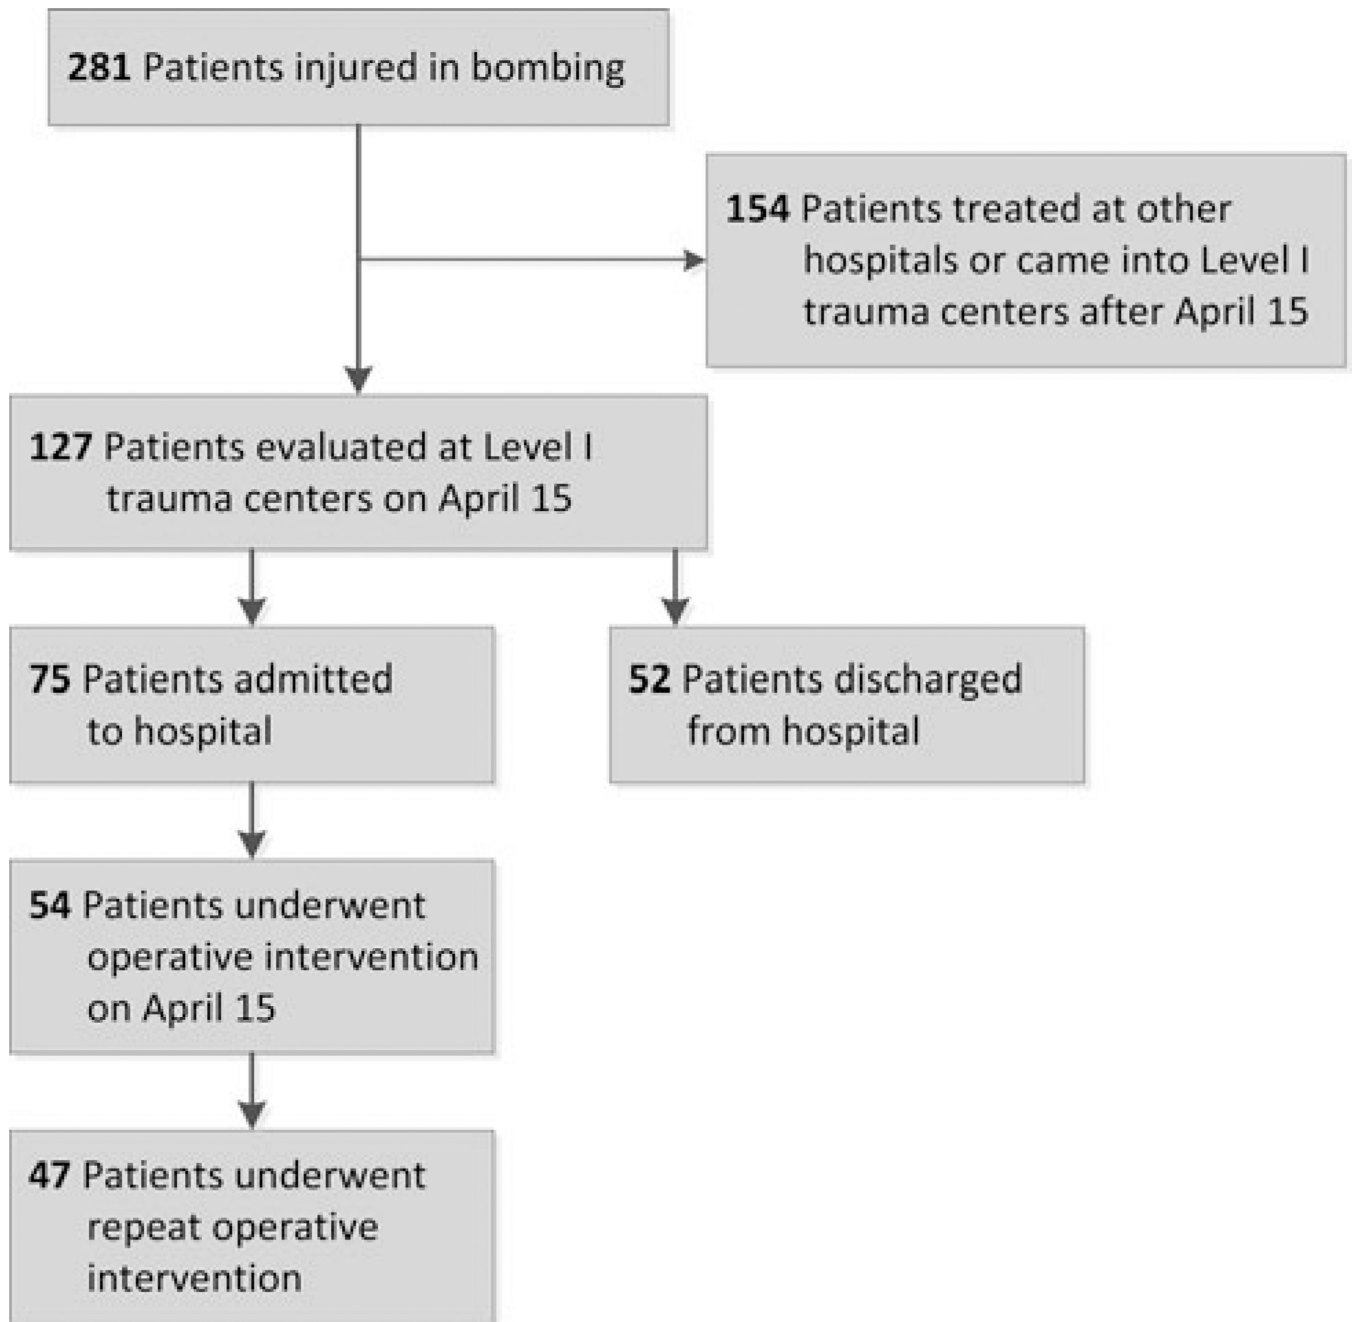 281 Patients injured in bombing
154 Patients treated at other
hospitals or came into Level I
trauma centers after April 15
127 Patients evaluated at Level I
trauma centers on April 15
75 Patients admitted
to hospital
52 Patients discharged
from hospital
54 Patients underwent
operative intervention
on April 15
47 Patients underwent
repeat operative
intervention